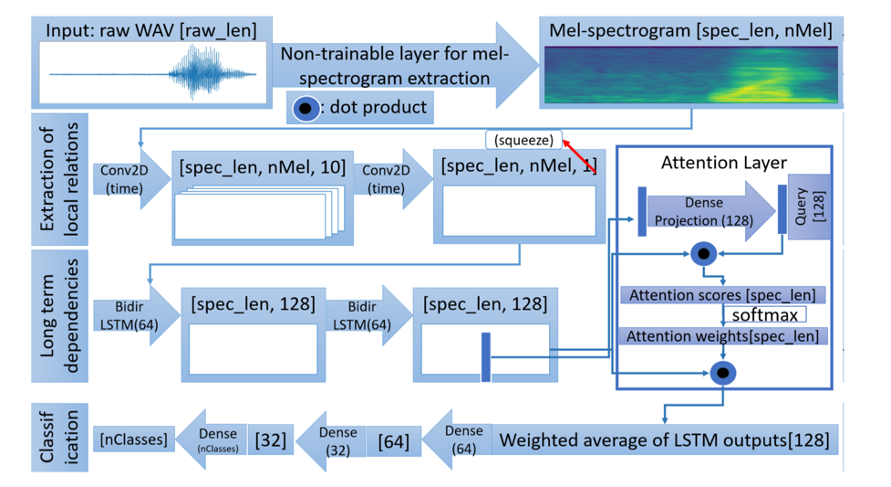 Input: raw WAV [raw_len]
Non-trainable layer for mel-
spectrogram extraction
Mel-spectrogram [spec_len, nMel]
: dot product
Extraction of
local relations
Conv2D
(time)
[spec_len, nMel, 10]
Conv2D
(time)
(squeeze)
[spec_len, nMel, 1]
Attention Layer
Dense
Projection (128)
Query
[128]
Attention scores [spec_len]
softmax
Attention weights[spec_len]
Long term
dependencies
Bidir
LSTM(64)
[spec_len, 128]
Bidir
LSTM(64)
[spec_len, 128]
Classif
ication
[nClasses]
Dense
(nClasses)
[32]
Dense
(32)
[64]
Dense
(64)
Weighted average of LSTM outputs[128]